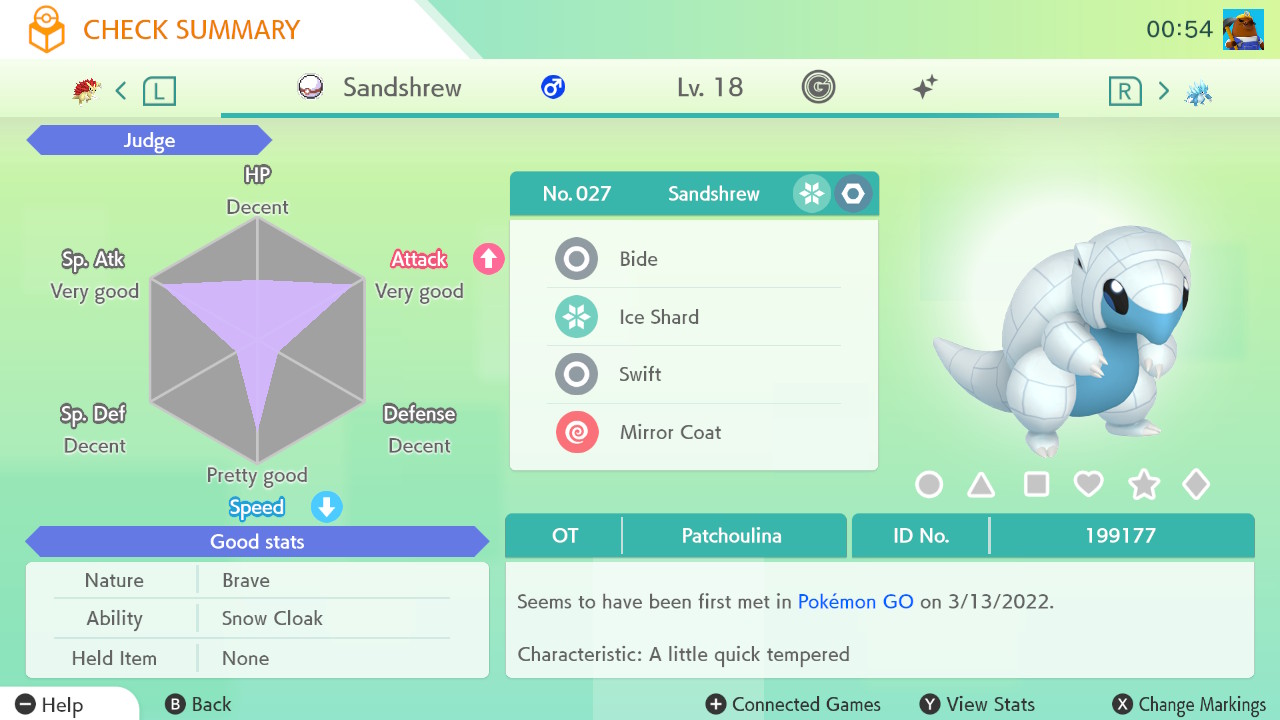 CHECK SUMMARY
00:54
L
Sandshrew
Lv. 18
G
R
Judge
HP
Decent
Sp. Atk
Very good
Attack
Very good
Sp. Def
Decent
Defense
Decent
Pretty good
Speed
Good stats
Nature Brave
Ability Snow Cloak
Held Item None
No. 027 Sandshrew
Bide
Ice Shard
Swift
Mirror Coat
OT Patchoulina
ID No. 199177
Seems to have been first met in Pokémon GO on 3/13/2022.
Characteristic: A little quick tempered
Help
B Back
Connected Games
Y View Stats
X Change Markings